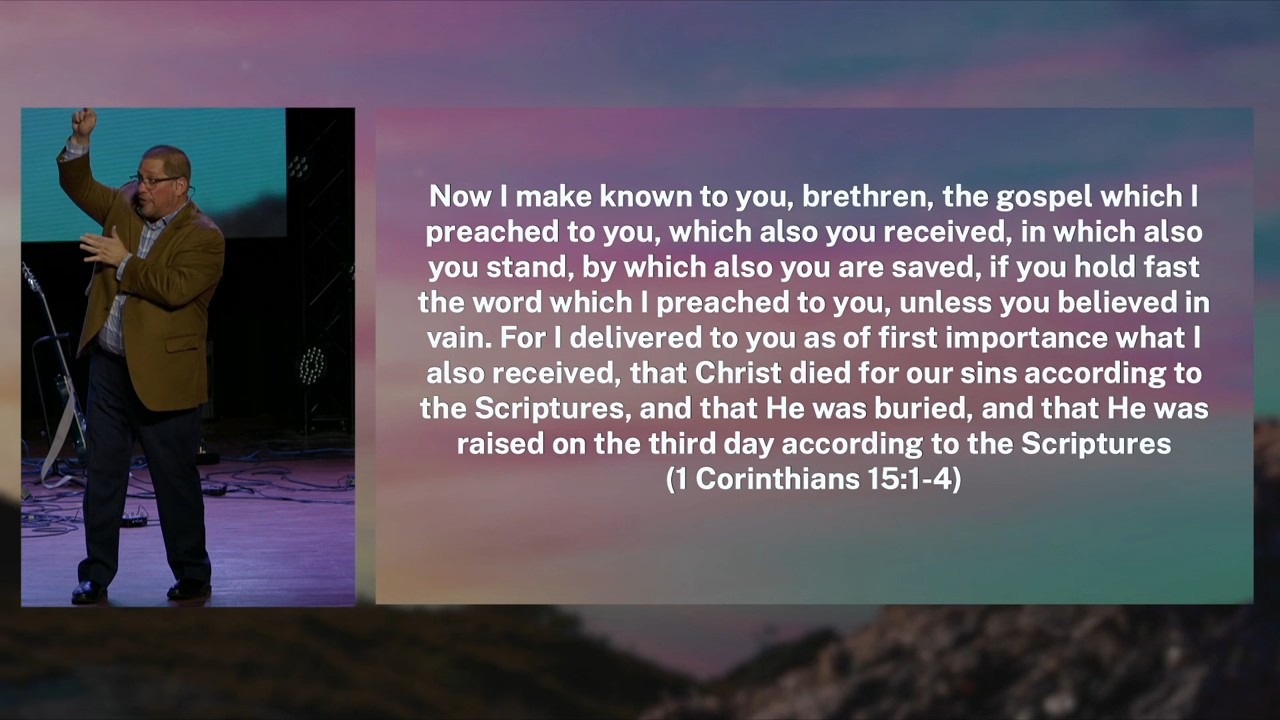 Now I make known to you, brethren, the gospel which I
preached to you, which also you received, in which also
you stand, by which also you are saved, if you hold fast
the word which I preached to you, unless you believed in
vain. For I delivered to you as of first importance what I
also received, that Christ died for our sins according to
the Scriptures, and that He was buried, and that He was
raised on the third day according to the Scriptures
(1 Corinthians 15:1-4)